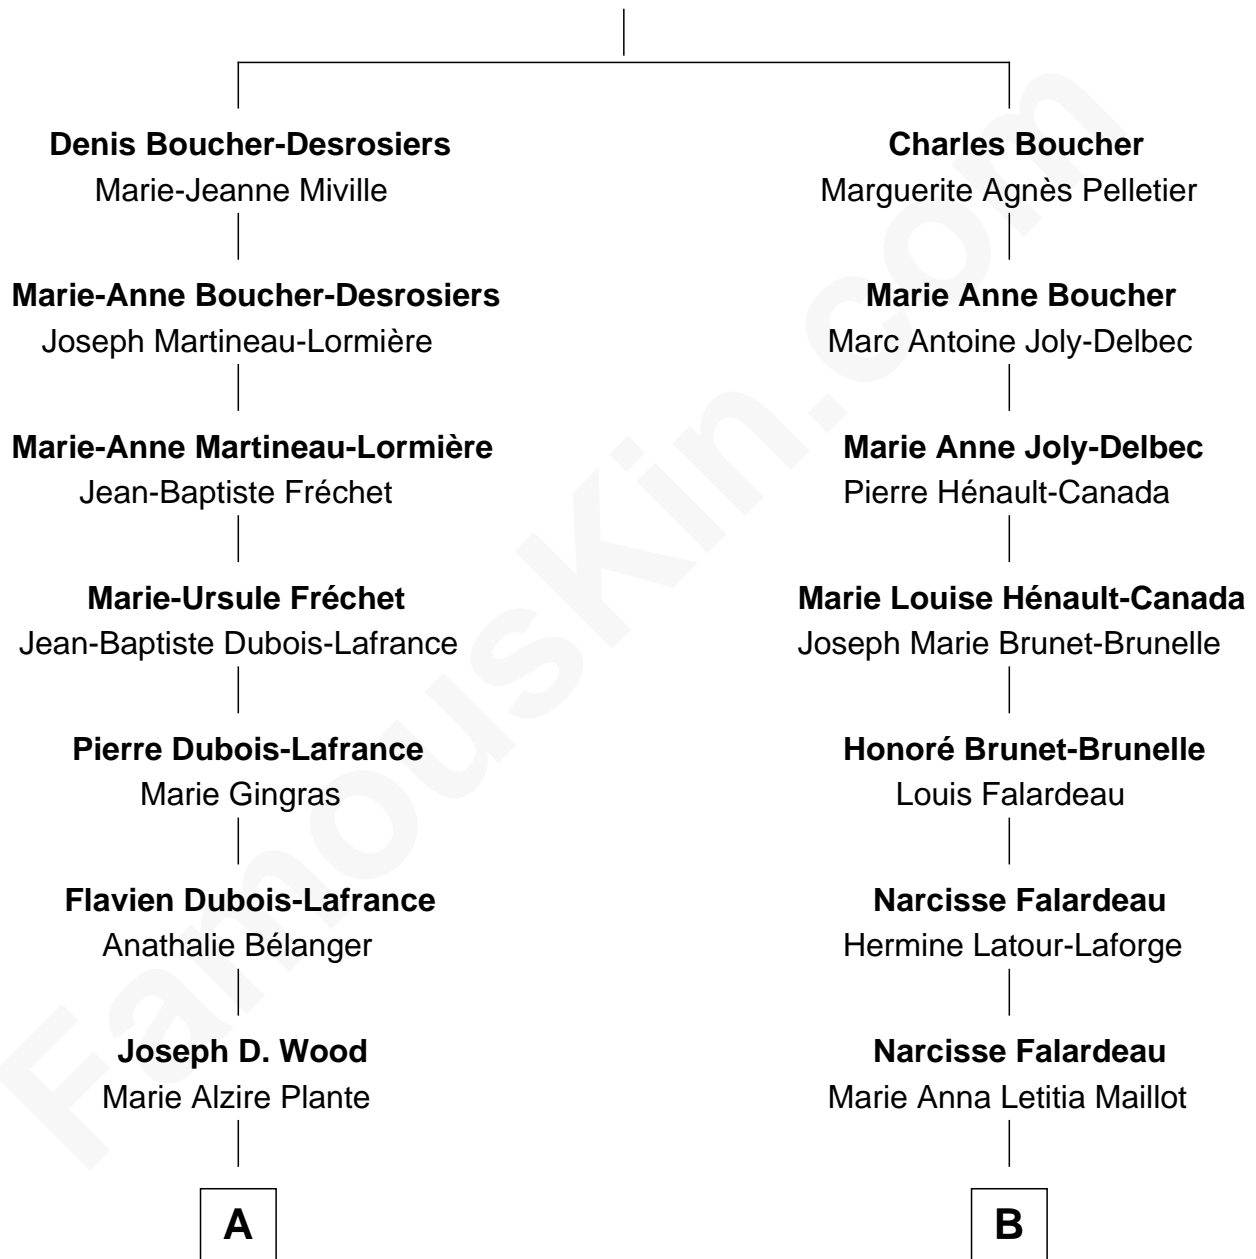 Denis Boucher-Desrosiers
Marie-Jeanne Miville
Marie-Anne Boucher-Desrosiers
Joseph Martineau-Lormière
Marie-Anne Martineau-Lormière
Jean-Baptiste Fréchet
Marie-Ursule Fréchet
Jean-Baptiste Dubois-Lafrance
Pierre Dubois-Lafrance
Marie Gingras
Flavien Dubois-Lafrance
Anathalie Bélanger
Joseph D. Wood
Marie Alzire Plante
A
Charles Boucher
Marguerite Agnès Pelletier
Marie Anne Boucher
Marc Antoine Joly-Delbec
Marie Anne Joly-Delbec
Pierre Hénault-Canada
Marie Louise Hénault-Canada
Joseph Marie Brunet-Brunelle
Honoré Brunet-Brunelle
Louis Falardeau
Narcisse Falardeau
Hermine Latour-Laforge
Narcisse Falardeau
Marie Anna Letitia Maillot
B
FamousKin.com